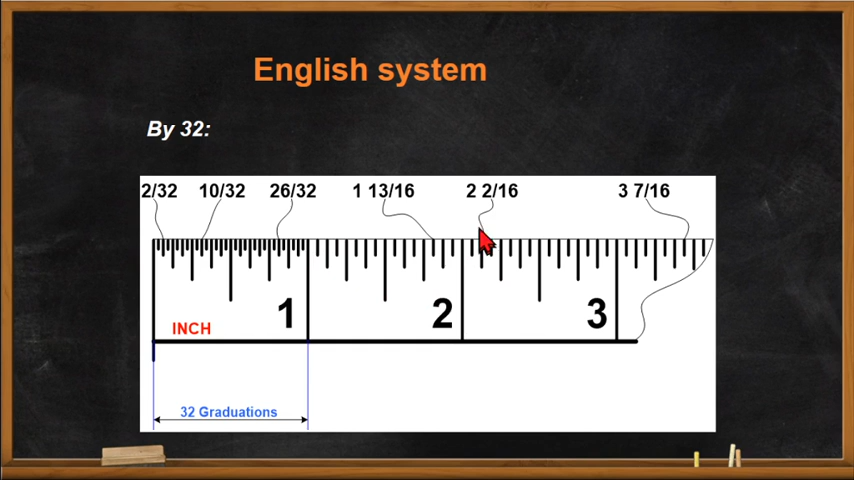 English system
By 32:
2/32 10/32 26/32 1 13/16 2 2/16 3 7/16
1 2 3
INCH
32 Graduations